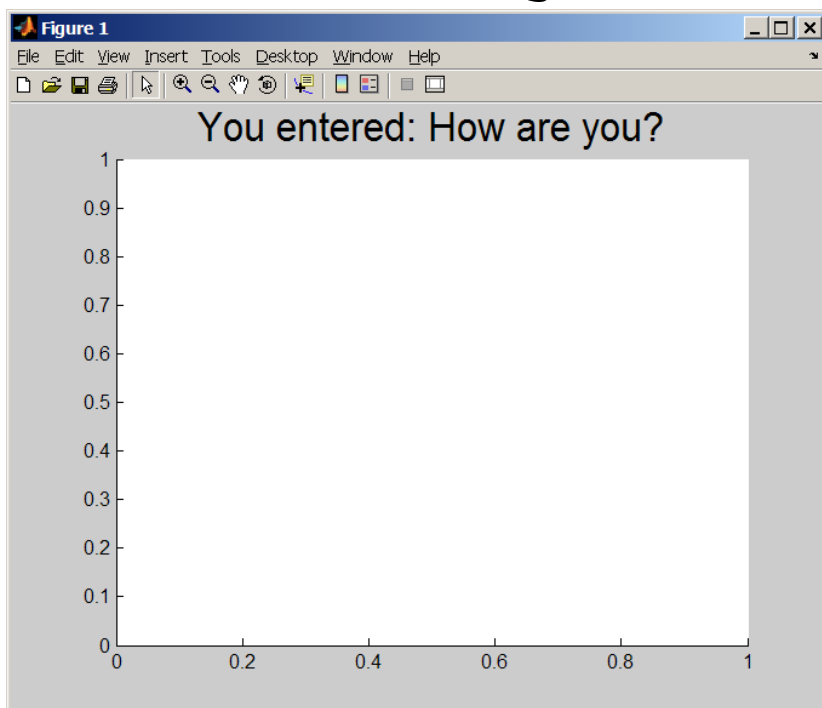 Figure 1
File Edit View Insert Tools Desktop Window Help
You entered: How are you?
1
0.9
0.8
0.7
0.6
0.5
0.4
0.3
0.2
0.1
0
0 0.2 0.4 0.6 0.8 1